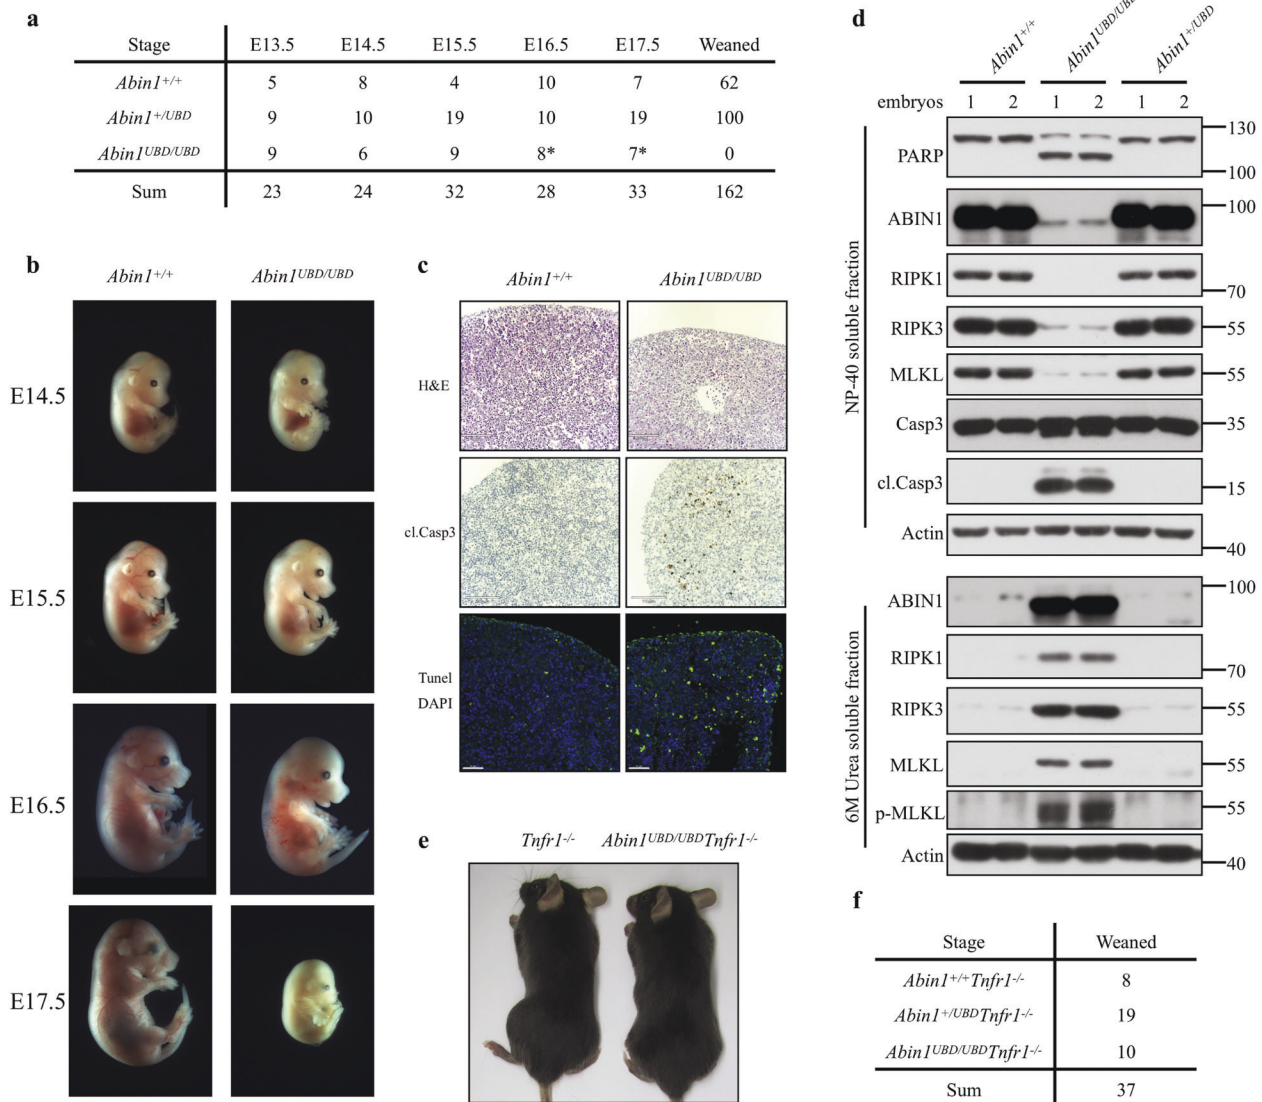 a
Stage E13.5 E14.5 E15.5 E16.5 E17.5 Weaned
Abin1+/+ 5 8 4 10 7 62
Abin1+/UBD 9 10 19 10 19 100
Abin1UBD/UBD 9 6 9 8* 7* 0
Sum 23 24 32 28 33 162
b
Abin1+/+ Abin1UBD/UBD
E14.5
E15.5
E16.5
E17.5
c
Abin1+/+ Abin1UBD/UBD
H&E
cl.Casp3
Tunel
DAPI
d
Abin1+/+ Abin1UBD/UBD Abin1+/UBD
embryos 1 2 1 2 1 2
NP-40 soluble fraction
PARP 130
100
ABIN1 100
RIPK1 70
RIPK3 55
MLKL 55
Casp3 35
cl.Casp3 15
Actin 40
6M Urea soluble fraction
ABIN1 100
RIPK1 70
RIPK3 55
MLKL 55
p-MLKL 55
Actin 40
e
Tnfr1-/- Abin1UBD/UBDTnfr1-/-
f
Stage Weaned
Abin1+/+Tnfr1-/- 8
Abin1+/UBDTnfr1-/- 19
Abin1UBD/UBDTnfr1-/- 10
Sum 37